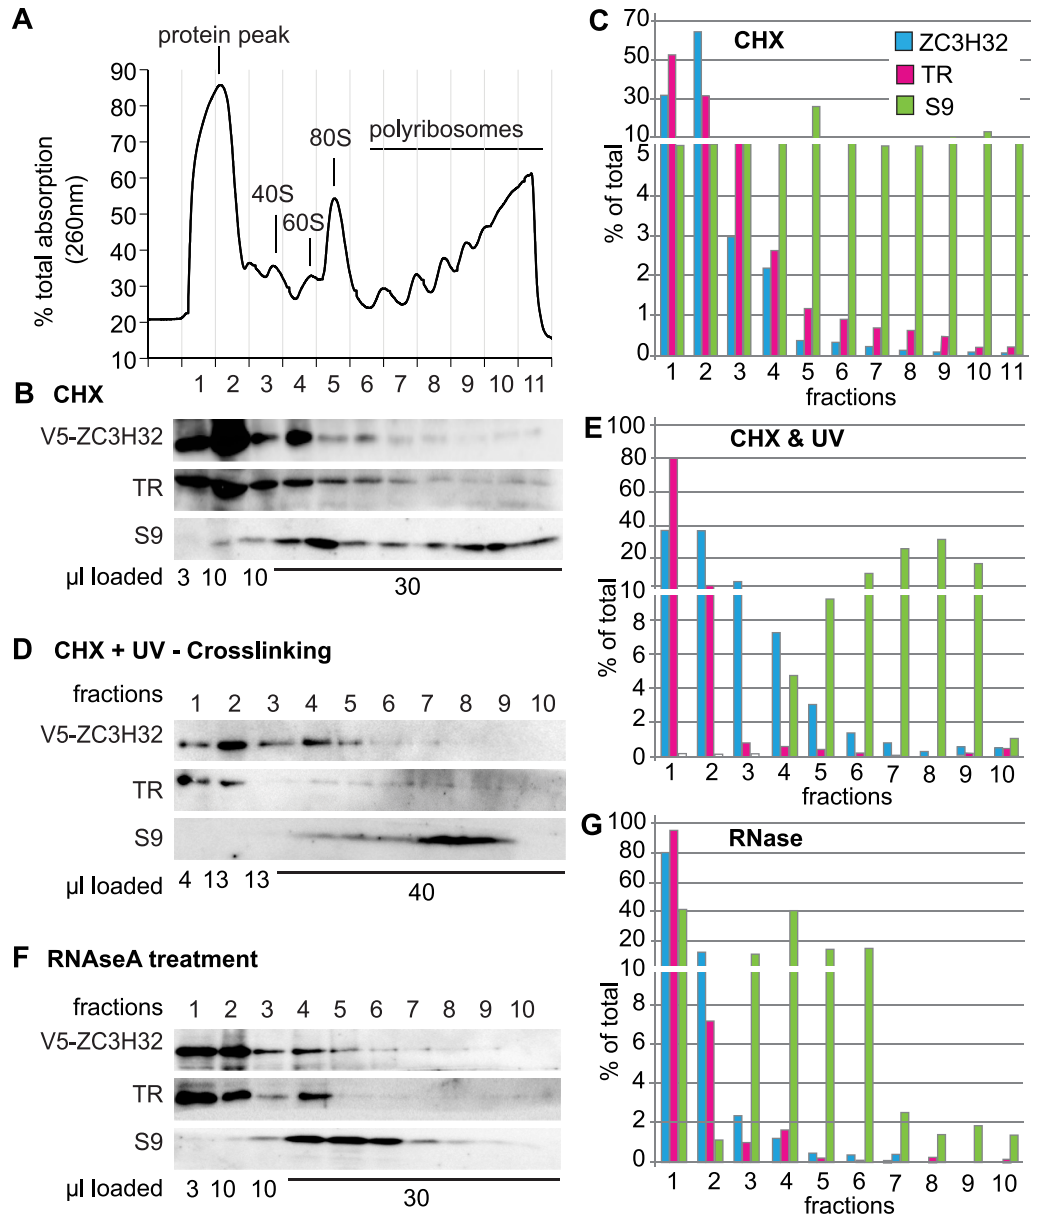 A
protein peak
polyribosomes
80S
40S
60S
% total absorption
(260nm)
90
80
70
60
50
40
30
20
10
1 2 3 4 5 6 7 8 9 10 11
B CHX
V5-ZC3H32
TR
S9
µl loaded 3 10 10 30
C CHX
ZC3H32
TR
S9
% of total
70
50
30
10
5
4
3
2
1
0
1 2 3 4 5 6 7 8 9 10 11
fractions
D CHX + UV - Crosslinking
fractions 1 2 3 4 5 6 7 8 9 10
V5-ZC3H32
TR
S9
µl loaded 4 13 13 40
E CHX & UV
% of total
100
80
60
40
20
10
8
6
4
2
0
1 2 3 4 5 6 7 8 9 10
fractions
F RNAseA treatment
fractions 1 2 3 4 5 6 7 8 9 10
V5-ZC3H32
TR
S9
µl loaded 3 10 10 30
G RNase
% of total
100
80
60
40
20
10
8
6
4
2
0
1 2 3 4 5 6 7 8 9 10
fractions